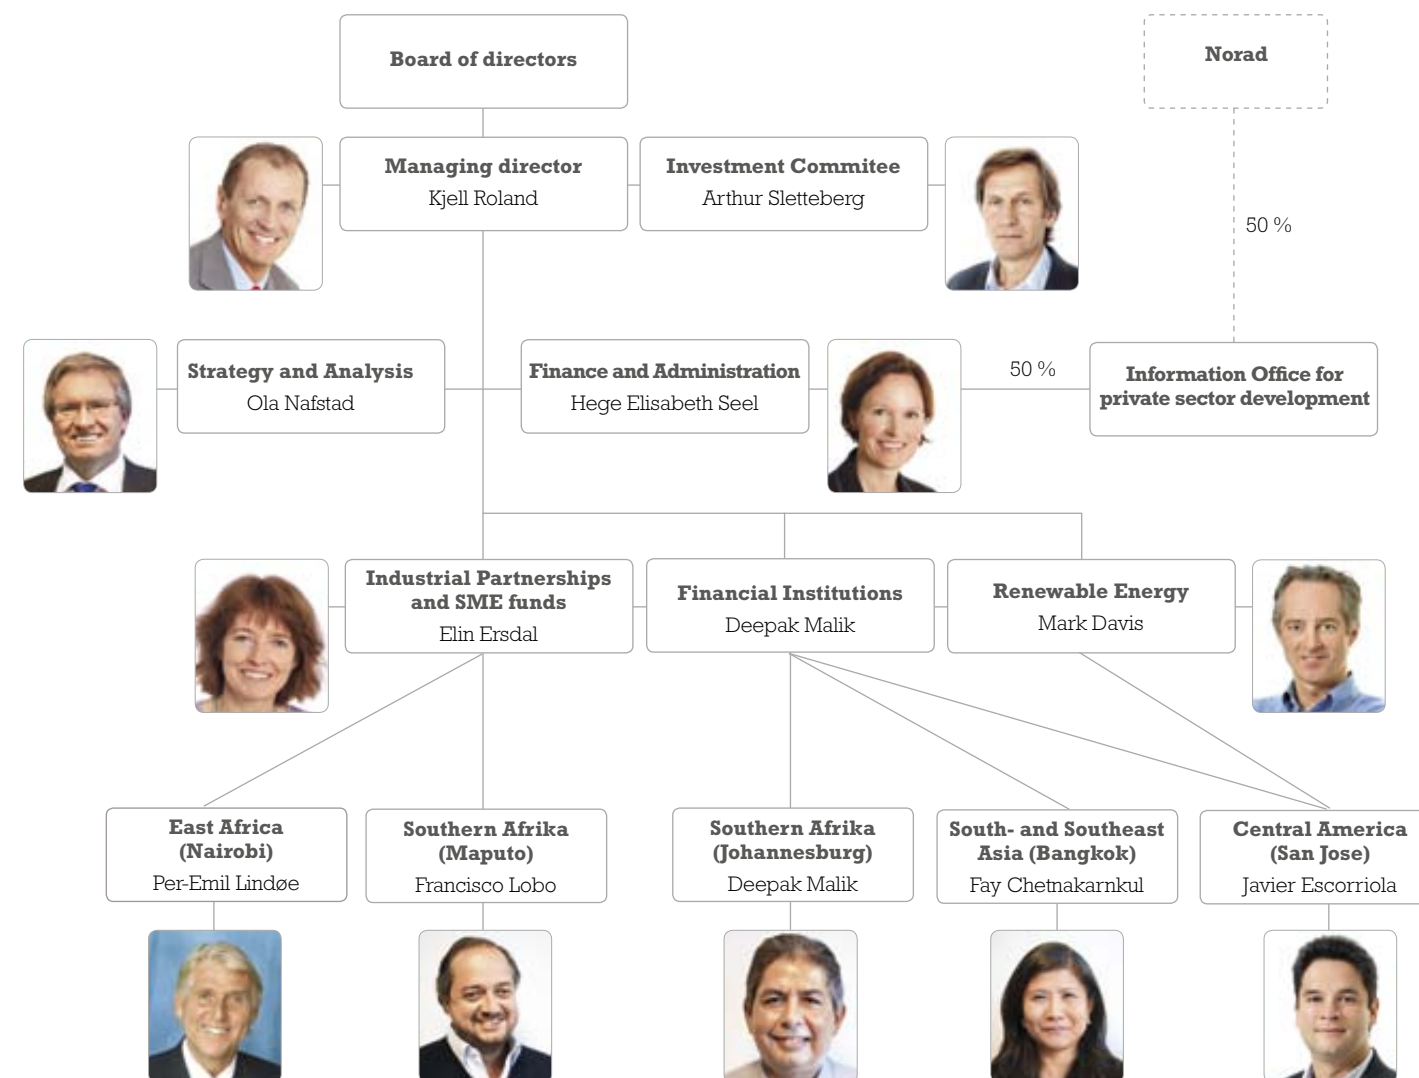 Board of directors
Norad
Managing director
Kjell Roland
Investment Commitee
Arthur Sletteberg
50 %
Strategy and Analysis
Ola Nafstad
Finance and Administration
Hege Elisabeth Seel
50 %
Information Office for
private sector development
Industrial Partnerships
and SME funds
Elin Ersdal
Financial Institutions
Deepak Malik
Renewable Energy
Mark Davis
East Africa
(Nairobi)
Per-Emil Lindøe
Southern Afrika
(Maputo)
Francisco Lobo
Southern Afrika
(Johannesburg)
Deepak Malik
South- and Southeast
Asia (Bangkok)
Fay Chetnakarnkul
Central America
(San Jose)
Javier Escorriola